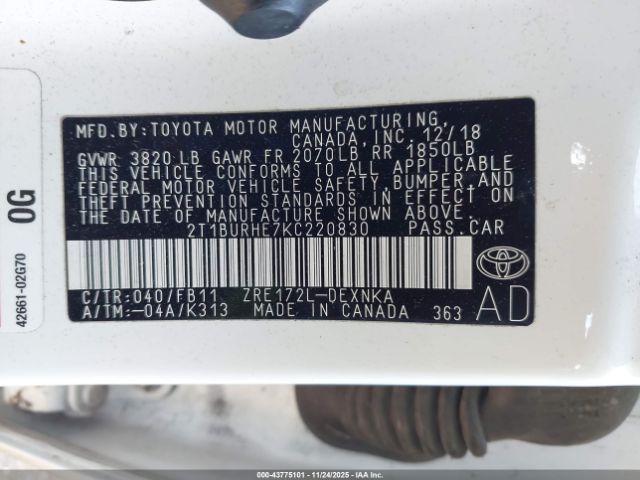 MFD.BY:TOYOTA MOTOR MANUFACTURING,
CANADA, INC. 12/18
GVWR 3820 LB GAWR FR 2070LB RR 1850LB
THIS VEHICLE CONFORMS TO ALL APPLICABLE
FEDERAL MOTOR VEHICLE SAFETY, BUMPER, AND
THEFT PREVENTION STANDARDS IN EFFECT ON
THE DATE OF MANUFACTURE SHOWN ABOVE.
2T1BURHE7KC220830 PASS.CAR
C/TR:040/FB11 ZRE172L-DEXNKA
A/TM:-04A/K313 MADE IN CANADA 363
AD
0G
42661-02G70
000-43775101 - 11/24/2025 - IAAI.COM